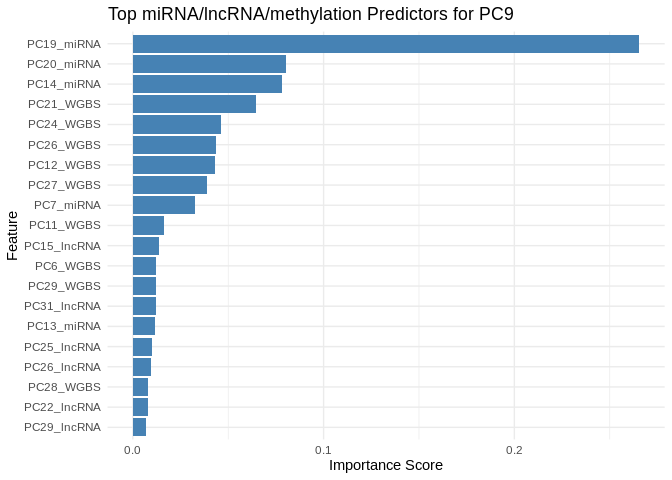 Top miRNA/lncRNA/methylation Predictors for PC9
Feature
PC19_miRNA
PC20_miRNA
PC14_miRNA
PC21_WGBS
PC24_WGBS
PC26_WGBS
PC12_WGBS
PC27_WGBS
PC7_miRNA
PC11_WGBS
PC15_lncRNA
PC6_WGBS
PC29_WGBS
PC31_lncRNA
PC13_miRNA
PC25_lncRNA
PC26_lncRNA
PC28_WGBS
PC22_lncRNA
PC29_lncRNA
0.0 0.1 0.2
Importance Score